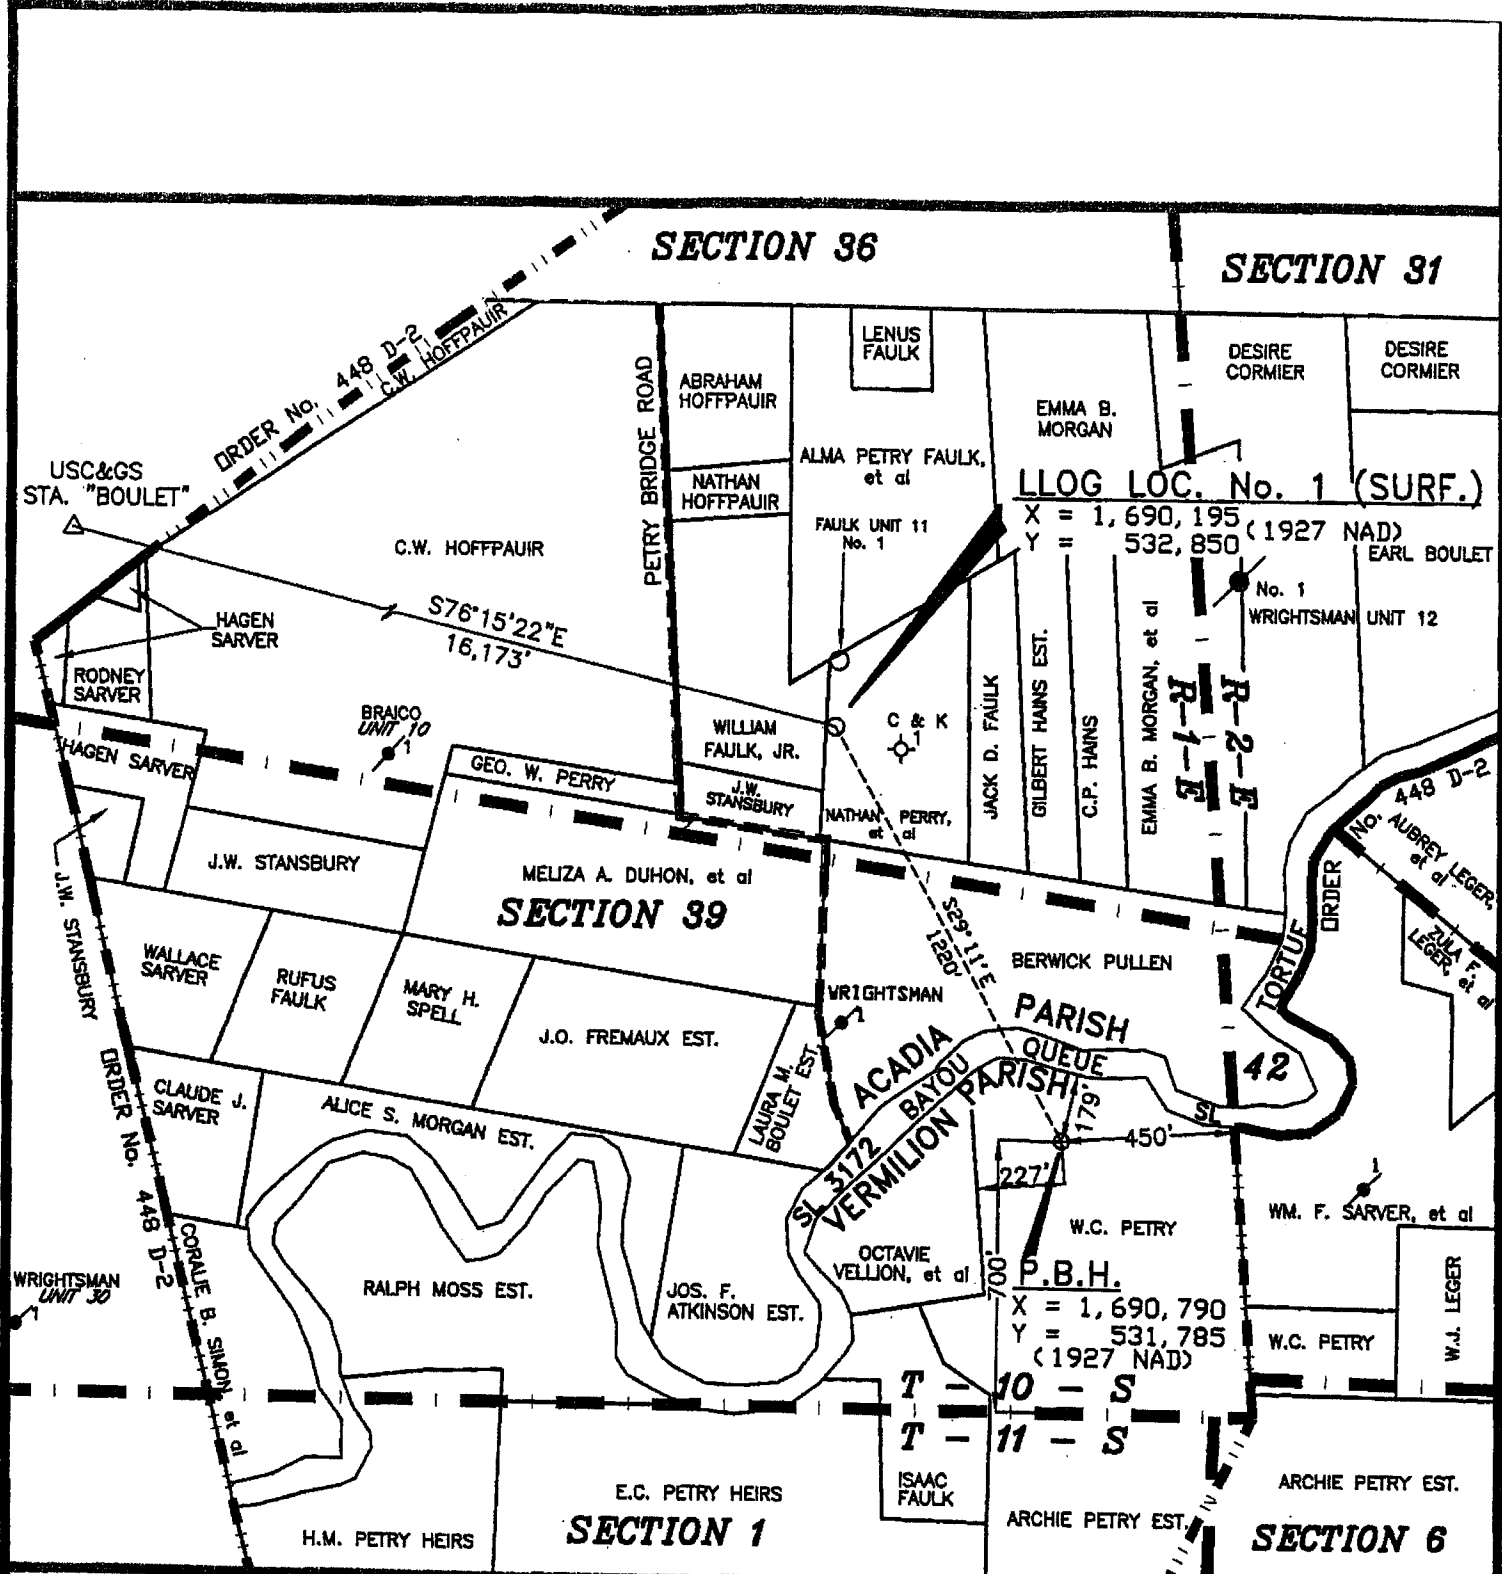 SECTION 36
SECTION 31
ORDER No. 448 D-2
C.W. HOFFPAUIR
LENUS
FAULK
DESIRE
CORMIER
DESIRE
CORMIER
ABRAHAM
HOFFPAUIR
PETRY BRIDGE ROAD
EMMA B.
MORGAN
USC&GS
STA. "BOULET"
ALMA PETRY FAULK,
et al
NATHAN
HOFFPAUIR
LLOG LOC. No. 1 (SURF.)
X = 1,690,195
Y = 532,850
(1927 NAD)
FAULK UNIT 11
No. 1
C.W. HOFFPAUIR
EARL BOULET
No. 1
WRIGHTSMAN UNIT 12
HAGEN
SARVER
S76°15'22"E
16,173'
RODNEY
SARVER
BRAICO
UNIT 10
1
WILLIAM
FAULK, JR.
C & K
1
JACK D. FAULK
GILBERT HAINS EST.
C.P. HAINS
EMMA B. MORGAN, et al
R-1-E
R-2-E
HAGEN SARVER
GEO. W. PERRY
J.W.
STANSBURY
NATHAN PERRY,
et al
448 D-2
No.
ORDER
AUBREY LEGER,
et al
J.W. STANSBURY
MELIZA A. DUHON, et al
SECTION 39
J.W. STANSBURY
ZULA F.
LEGER,
et al
S29°11'E
1220'
BERWICK PULLEN
TORTUE
WALLACE
SARVER
RUFUS
FAULK
MARY H.
SPELL
WRIGHTSMAN
1
J.O. FREMAUX EST.
LAURA M.
BOULET EST.
ACADIA PARISH
BAYOU QUEUE
VERMILION PARISH
SL 3172
SL
42
CLAUDE J.
SARVER
ORDER No. 448 D-2
ALICE S. MORGAN EST.
179'
450'
227'
700'
1
WM. F. SARVER, et al
W.C. PETRY
OCTAVIE
VELLION, et al
WRIGHTSMAN
UNIT 30
1
CORALIE B. SIMON, et al
RALPH MOSS EST.
JOS. F.
ATKINSON EST.
P.B.H.
X = 1,690,790
Y = 531,785
(1927 NAD)
W.C. PETRY
W.J. LEGER
T - 10 - S
T - 11 - S
ISAAC
FAULK
E.C. PETRY HEIRS
SECTION 1
H.M. PETRY HEIRS
ARCHIE PETRY EST.
ARCHIE PETRY EST.
SECTION 6